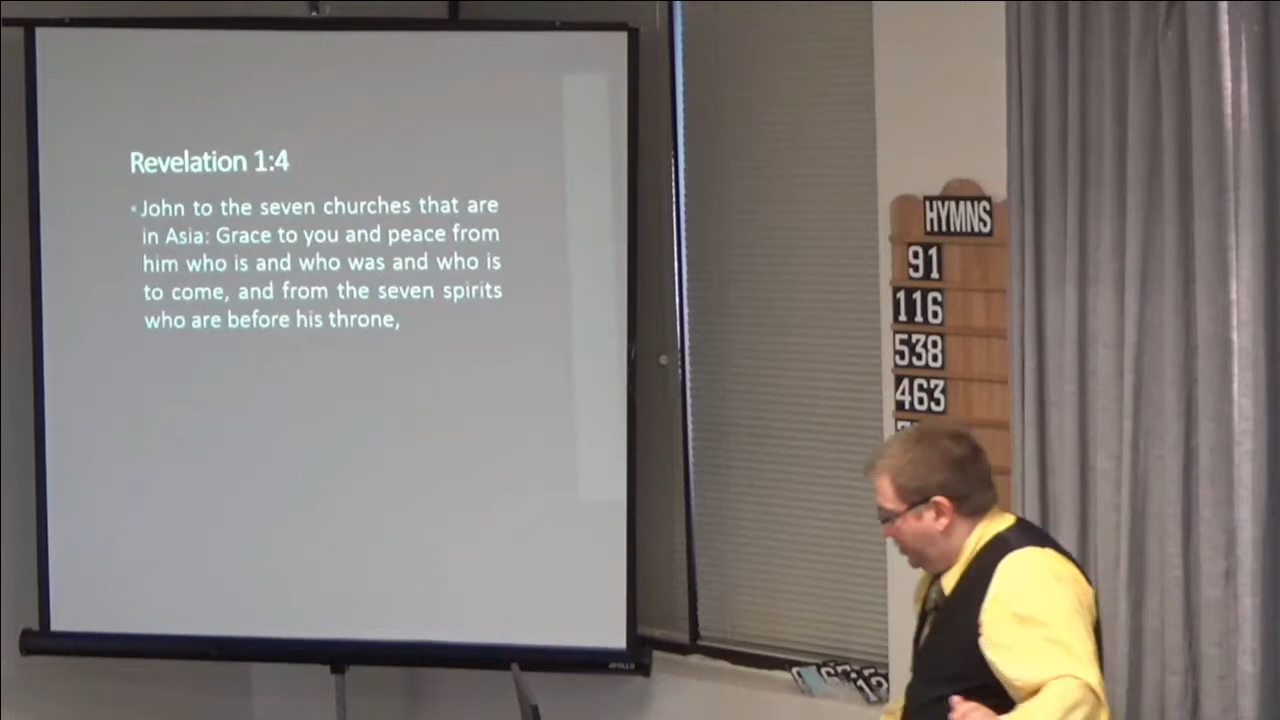 Revelation 1:4
John to the seven churches that are
in Asia: Grace to you and peace from
him who is and who was and who is
to come, and from the seven spirits
who are before his throne,
HYMNS
91
116
538
463
APOLLO